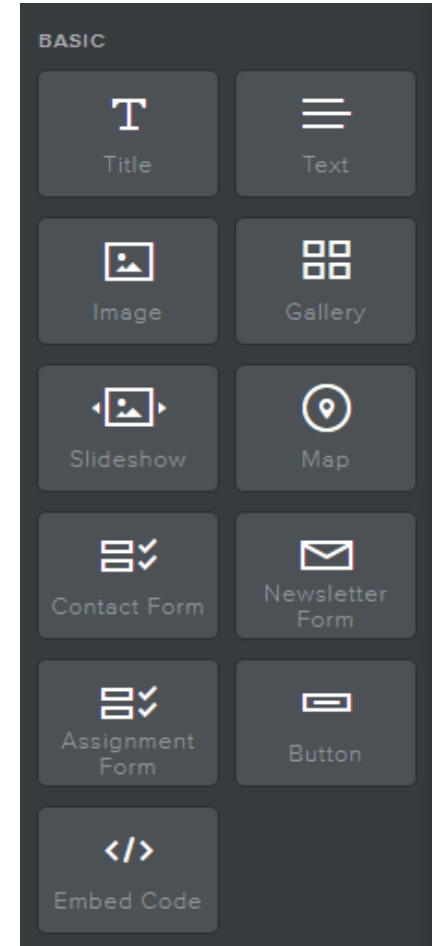 BASIC
Title
Text
Image
Gallery
Slideshow
Map
Contact Form
Newsletter
Form
Assignment
Form
Button
Embed Code